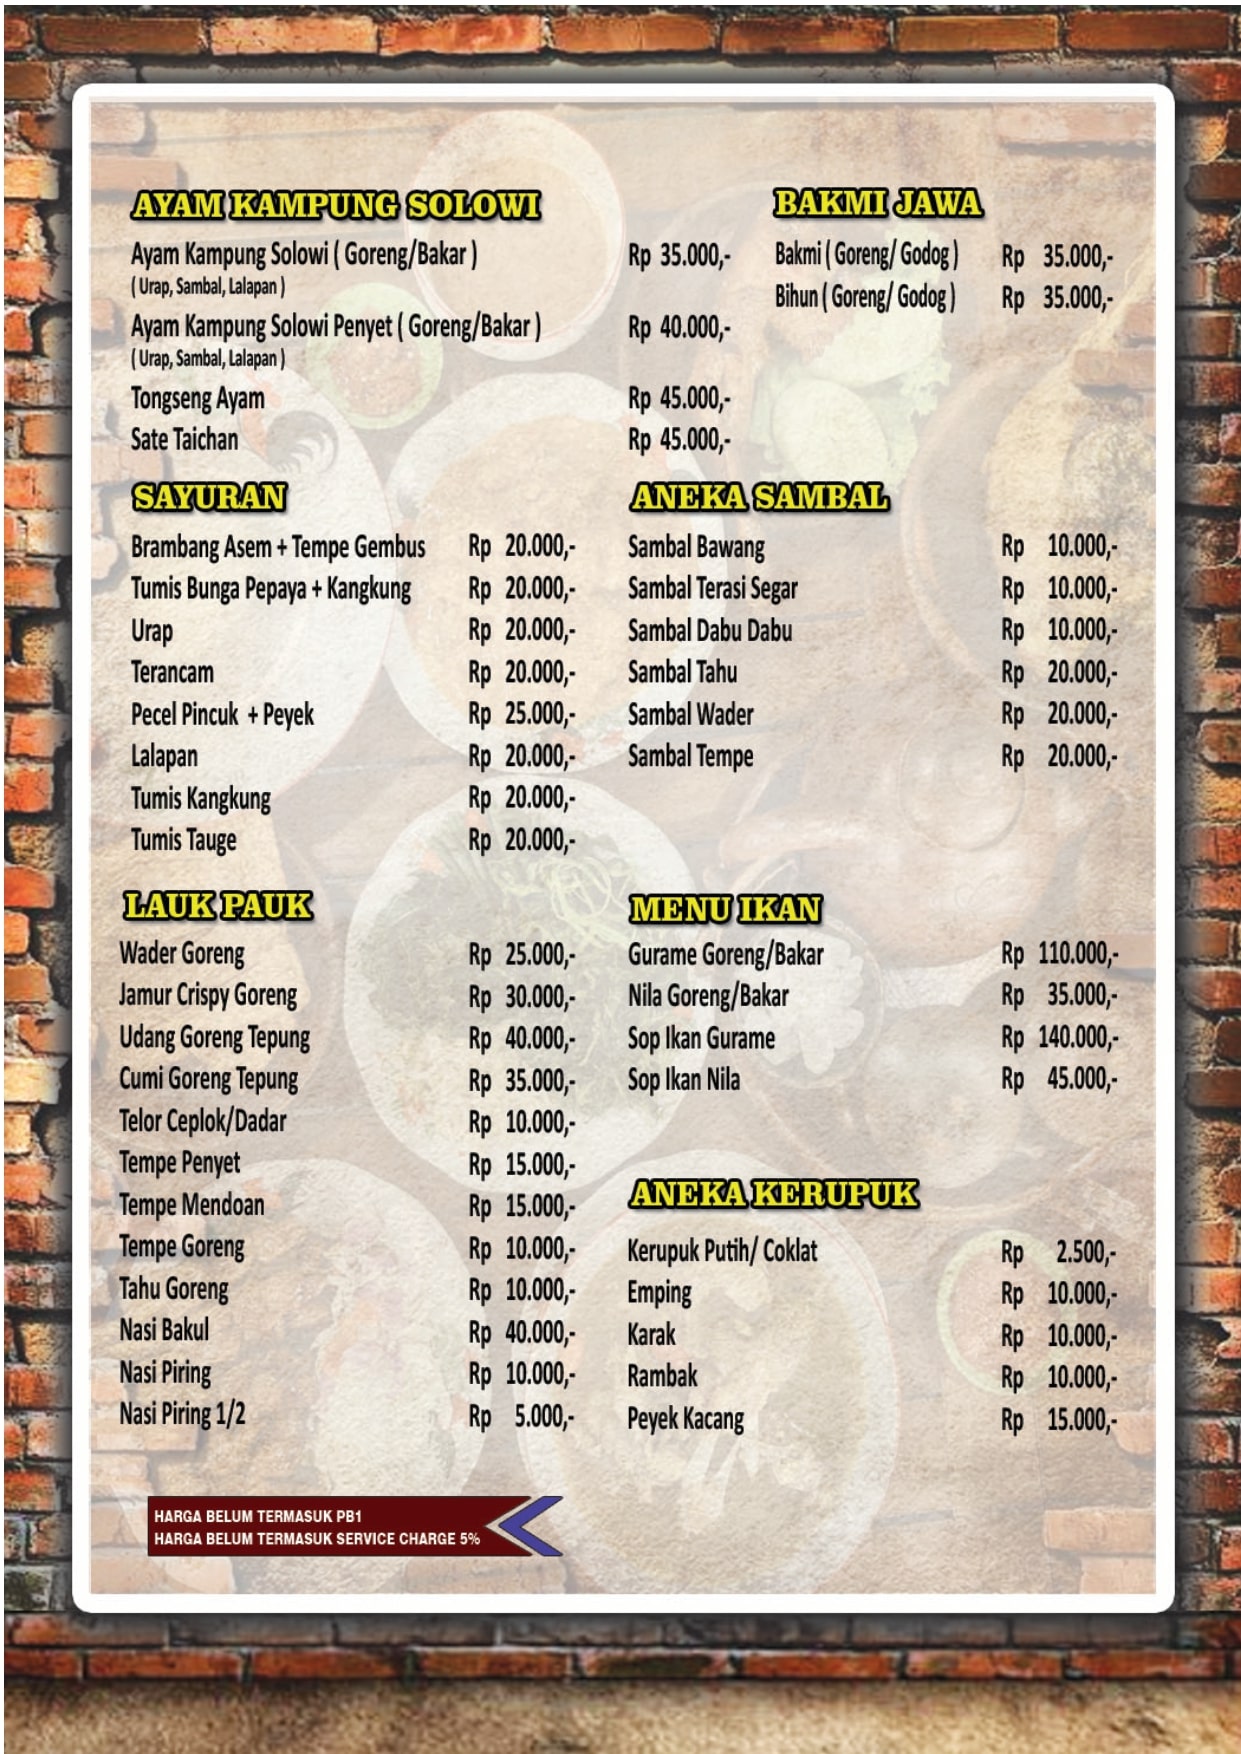 AYAM KAMPUNG SOLOWI
Ayam Kampung Solowi ( Goreng/Bakar ) Rp 35.000,-
( Urap, Sambal, Lalapan )
Ayam Kampung Solowi Penyet ( Goreng/Bakar ) Rp 40.000,-
( Urap, Sambal, Lalapan )
Tongseng Ayam Rp 45.000,-
Sate Taichan Rp 45.000,-
BAKMI JAWA
Bakmi ( Goreng/ Godog ) Rp 35.000,-
Bihun ( Goreng/ Godog ) Rp 35.000,-
SAYURAN
Brambang Asem + Tempe Gembus Rp 20.000,-
Tumis Bunga Pepaya + Kangkung Rp 20.000,-
Urap Rp 20.000,-
Terancam Rp 20.000,-
Pecel Pincuk + Peyek Rp 25.000,-
Lalapan Rp 20.000,-
Tumis Kangkung Rp 20.000,-
Tumis Tauge Rp 20.000,-
ANEKA SAMBAL
Sambal Bawang Rp 10.000,-
Sambal Terasi Segar Rp 10.000,-
Sambal Dabu Dabu Rp 10.000,-
Sambal Tahu Rp 20.000,-
Sambal Wader Rp 20.000,-
Sambal Tempe Rp 20.000,-
LAUK PAUK
Wader Goreng Rp 25.000,-
Jamur Crispy Goreng Rp 30.000,-
Udang Goreng Tepung Rp 40.000,-
Cumi Goreng Tepung Rp 35.000,-
Telor Ceplok/Dadar Rp 10.000,-
Tempe Penyet Rp 15.000,-
Tempe Mendoan Rp 15.000,-
Tempe Goreng Rp 10.000,-
Tahu Goreng Rp 10.000,-
Nasi Bakul Rp 40.000,-
Nasi Piring Rp 10.000,-
Nasi Piring 1/2 Rp 5.000,-
MENU IKAN
Gurame Goreng/Bakar Rp 110.000,-
Nila Goreng/Bakar Rp 35.000,-
Sop Ikan Gurame Rp 140.000,-
Sop Ikan Nila Rp 45.000,-
ANEKA KERUPUK
Kerupuk Putih/ Coklat Rp 2.500,-
Emping Rp 10.000,-
Karak Rp 10.000,-
Rambak Rp 10.000,-
Peyek Kacang Rp 15.000,-
HARGA BELUM TERMASUK PB1
HARGA BELUM TERMASUK SERVICE CHARGE 5%